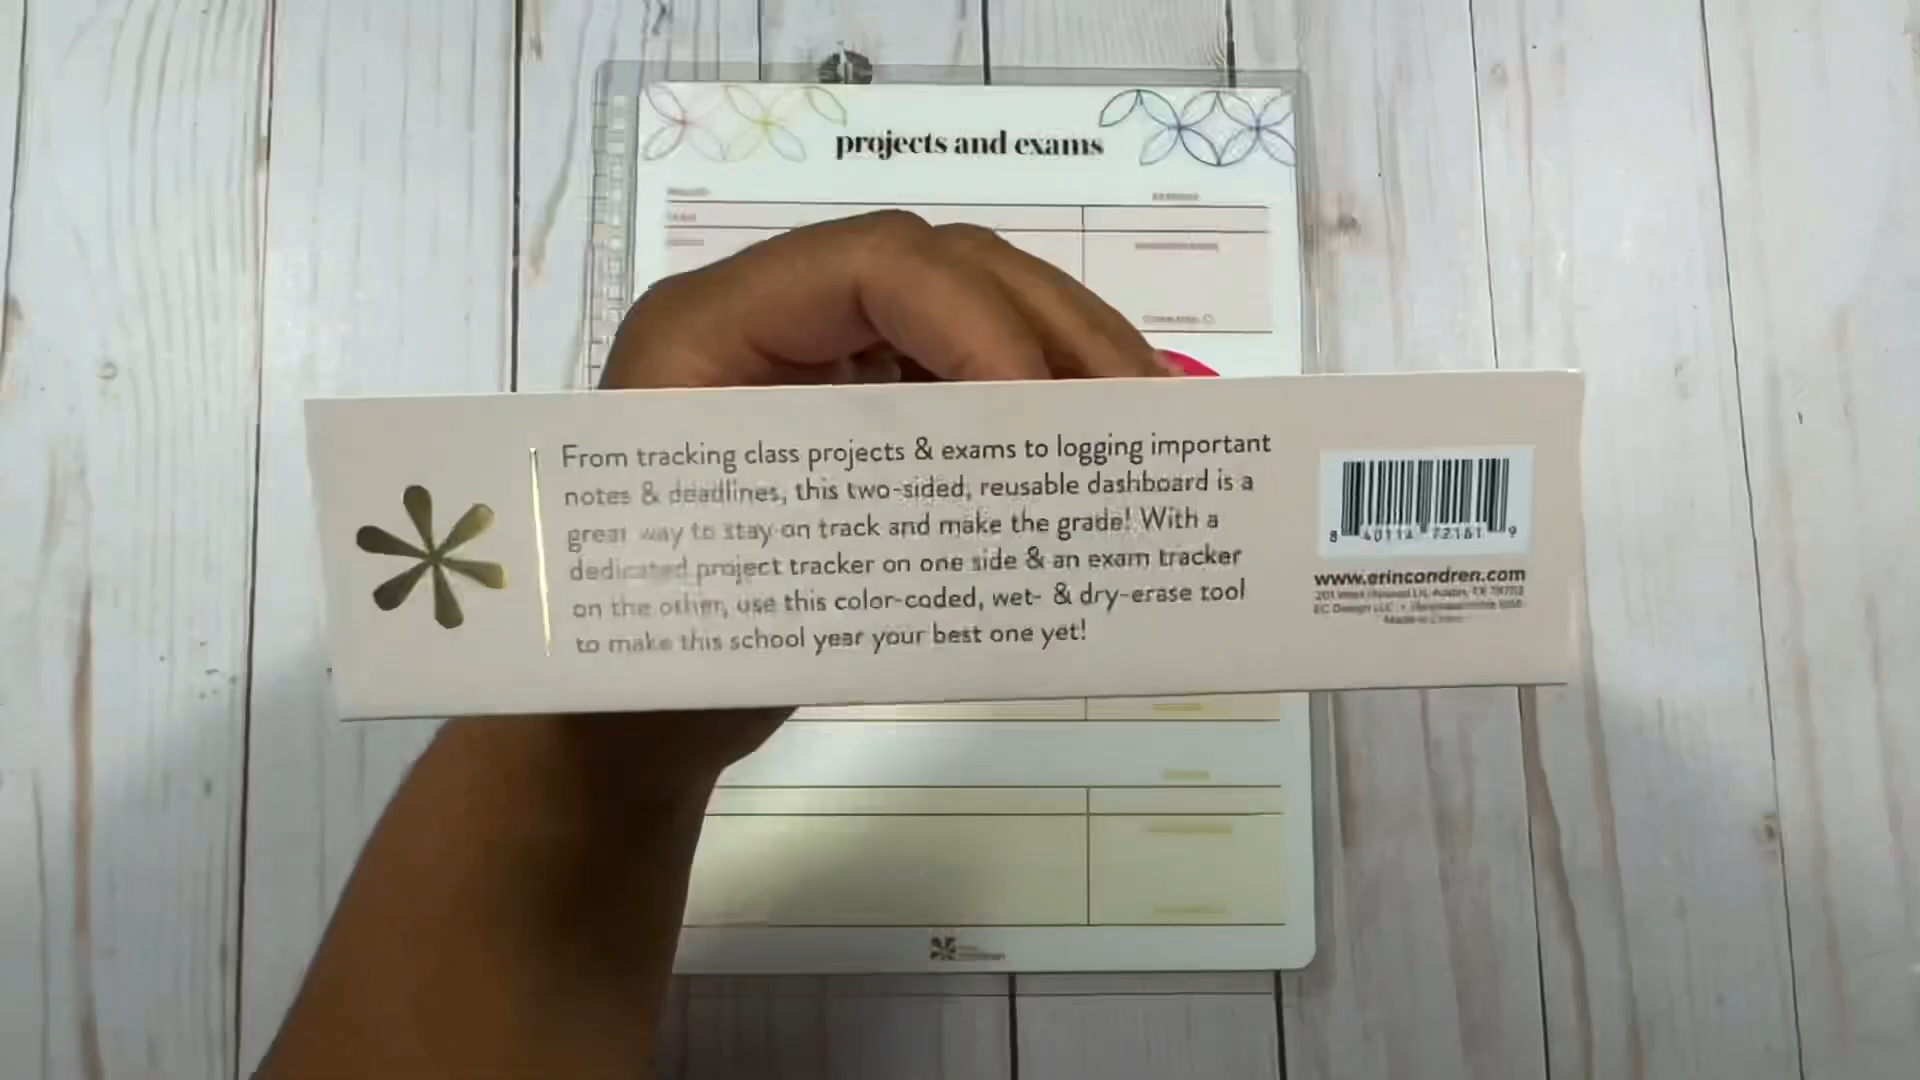 projects and exams
From tracking class projects & exams to logging important
notes & deadlines, this two-sided, reusable dashboard is a
great way to stay on track and make the grade! With a
dedicated project tracker on one side & an exam tracker
on the other, use this color-coded, wet- & dry-erase tool
to make this school year your best one yet!
www.erincondren.com